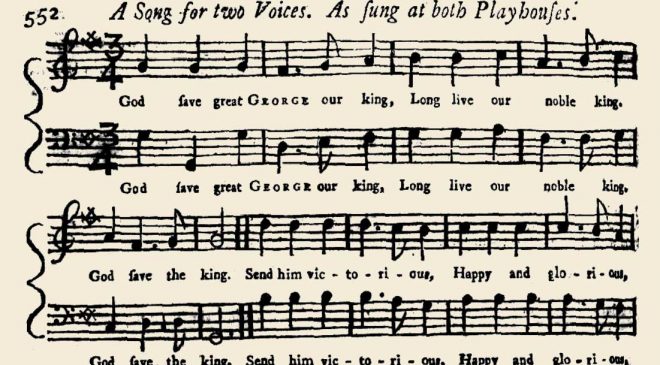 552. A Song for two Voices. As ſung at both Playhouſes.
God ſave great GEORGE our king, Long live our noble king.
God ſave great GEORGE our king, Long live our noble king,
God ſave the king. Send him vic - to - ri - ous, Happy and glo - ri - ous,
God ſave the king. Send him vic - to - ri - ous, Happy and glo - ri - ous,